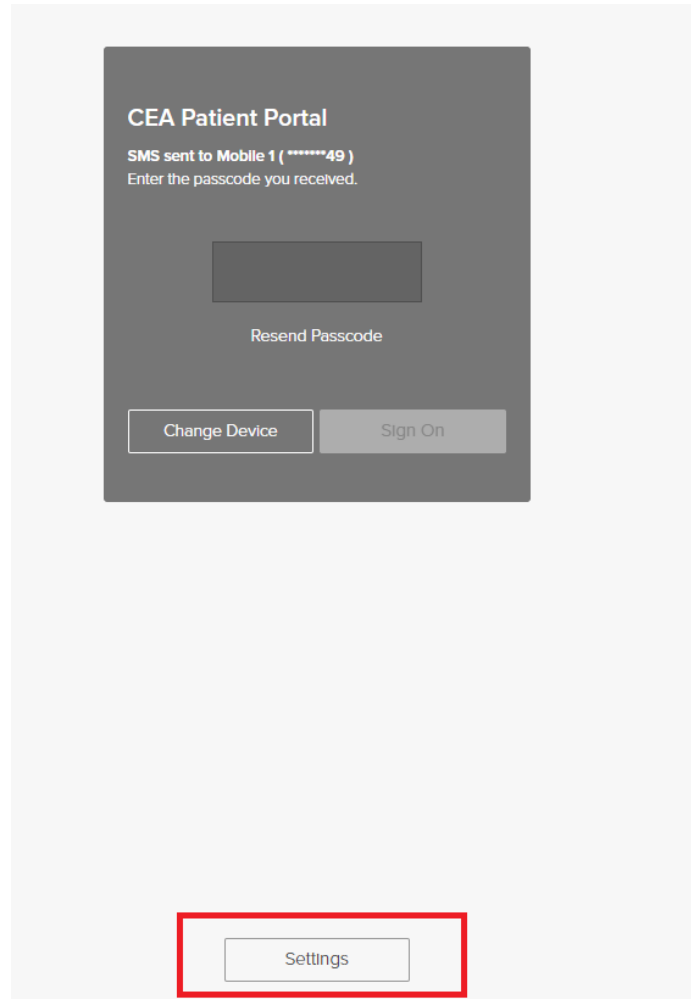 CEA Patient Portal
SMS sent to Mobile 1 ( *******49 )
Enter the passcode you received.
Resend Passcode
Change Device
Sign On
Settings